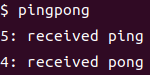 $ pingpong
5: received ping
4: received pong